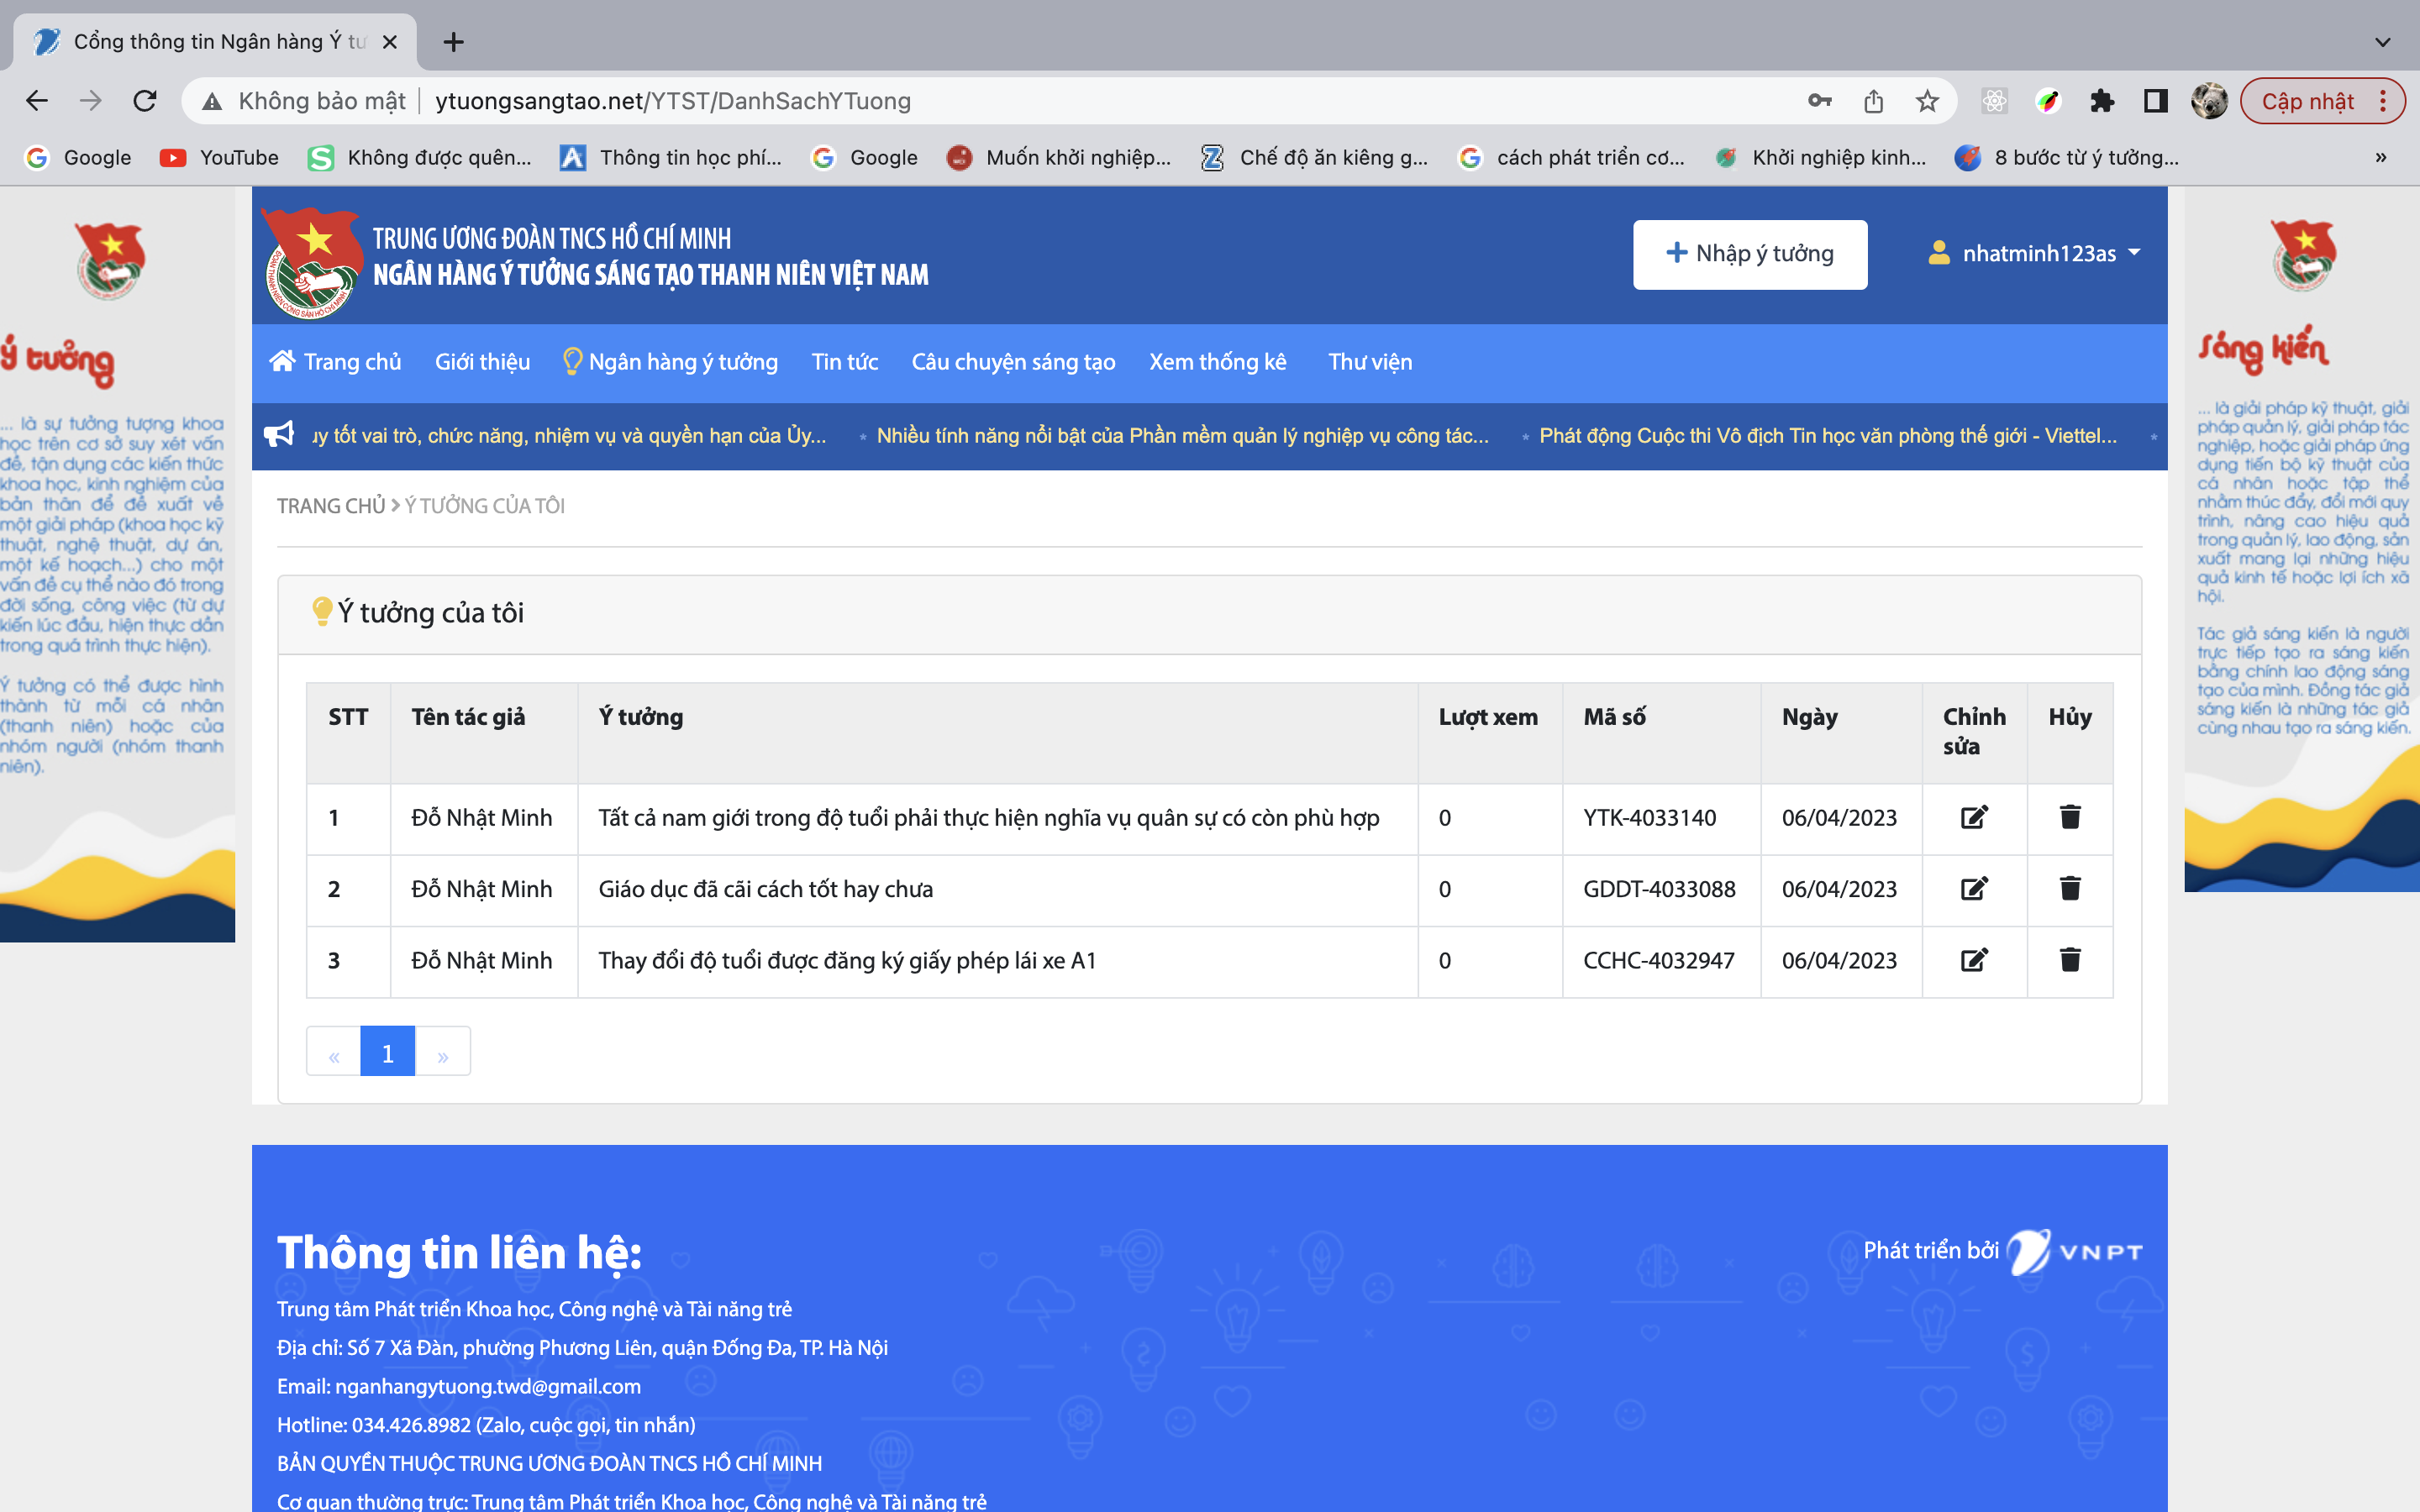 Cổng thông tin Ngân hàng Ý tư
Không bảo mật
ytuongsangtao.net/YTST/DanhSachYTuong
Cập nhật
Google
YouTube
Không được quên...
Thông tin học phí...
Google
Muốn khởi nghiệp...
Chế độ ăn kiêng g...
cách phát triển cơ...
Khởi nghiệp kinh...
8 bước từ ý tưởng...
»
TRUNG ƯƠNG ĐOÀN TNCS HỒ CHÍ MINH
NGÂN HÀNG Ý TƯỞNG SÁNG TẠO THANH NIÊN VIỆT NAM
Nhập ý tưởng
nhatminh123as
Trang chủ
Giới thiệu
Ngân hàng ý tưởng
Tin tức
Câu chuyện sáng tạo
Xem thống kê
Thư viện
uy tốt vai trò, chức năng, nhiệm vụ và quyền hạn của Ủy...
* Nhiều tính năng nổi bật của Phần mềm quản lý nghiệp vụ công tác...
* Phát động Cuộc thi Vô địch Tin học văn phòng thế giới - Viettel... *
Ý tưởng
... là sự tưởng tượng khoa
học trên cơ sở suy xét vấn
đề, tận dụng các kiến thức
khoa học, kinh nghiệm của
bản thân để đề xuất về
một giải pháp (khoa học kỹ
thuật, nghệ thuật, dự án,
một kế hoạch...) cho một
vấn đề cụ thể nào đó trong
đời sống, công việc (từ dự
kiến lúc đầu, hiện thực dần
trong quá trình thực hiện).
Ý tưởng có thể được hình
thành từ mỗi cá nhân
(thanh niên) hoặc của
nhóm người (nhóm thanh
niên).
TRANG CHỦ > Ý TƯỞNG CỦA TÔI
Ý tưởng của tôi
STT Tên tác giả Ý tưởng Lượt xem Mã số Ngày Chỉnh sửa Hủy
1 Đỗ Nhật Minh Tất cả nam giới trong độ tuổi phải thực hiện nghĩa vụ quân sự có còn phù hợp 0 YTK-4033140 06/04/2023
2 Đỗ Nhật Minh Giáo dục đã cãi cách tốt hay chưa 0 GDDT-4033088 06/04/2023
3 Đỗ Nhật Minh Thay đổi độ tuổi được đăng ký giấy phép lái xe A1 0 CCHC-4032947 06/04/2023
« 1 »
Sáng kiến
... là giải pháp kỹ thuật, giải
pháp quản lý, giải pháp tác
nghiệp, hoặc giải pháp ứng
dụng tiến bộ kỹ thuật của
cá nhân hoặc tập thể
nhằm thúc đẩy, đổi mới quy
trình, nâng cao hiệu quả
trong quản lý, lao động, sản
xuất mang lại những hiệu
quả kinh tế hoặc lợi ích xã
hội.
Tác giả sáng kiến là người
trực tiếp tạo ra sáng kiến
bằng chính lao động sáng
tạo của mình. Đồng tác giả
sáng kiến là những tác giả
cùng nhau tạo ra sáng kiến.
Thông tin liên hệ:
Phát triển bởi VNPT
Trung tâm Phát triển Khoa học, Công nghệ và Tài năng trẻ
Địa chỉ: Số 7 Xã Đàn, phường Phương Liên, quận Đống Đa, TP. Hà Nội
Email: nganhangytuong.twd@gmail.com
Hotline: 034.426.8982 (Zalo, cuộc gọi, tin nhắn)
BẢN QUYỀN THUỘC TRUNG ƯƠNG ĐOÀN TNCS HỒ CHÍ MINH
Cơ quan thường trực: Trung tâm Phát triển Khoa học, Công nghệ và Tài năng trẻ